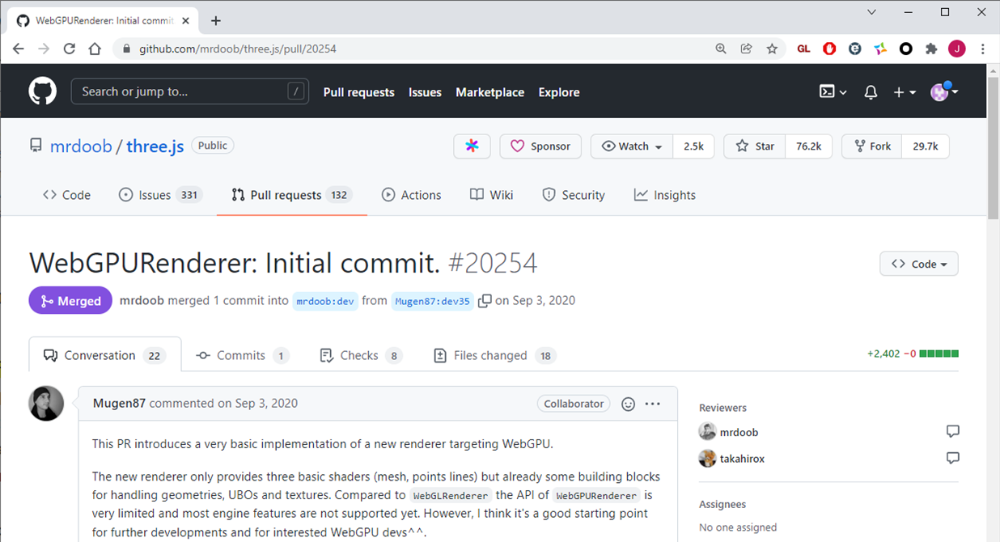 WebGPURenderer: Initial commit
github.com/mrdoob/three.js/pull/20254
GL
J
Search or jump to... /
Pull requests Issues Marketplace Explore
mrdoob / three.js Public
Sponsor Watch 2.5k Star 76.2k Fork 29.7k
Code Issues 331 Pull requests 132 Actions Wiki Security Insights
WebGPURenderer: Initial commit. #20254
Code
Merged mrdoob merged 1 commit into mrdoob:dev from Mugen87:dev35 on Sep 3, 2020
Conversation 22 Commits 1 Checks 8 Files changed 18 +2,402 −0
Mugen87 commented on Sep 3, 2020 Collaborator
This PR introduces a very basic implementation of a new renderer targeting WebGPU.
The new renderer only provides three basic shaders (mesh, points lines) but already some building blocks
for handling geometries, UBOs and textures. Compared to WebGLRenderer the API of WebGPURenderer is
very limited and most engine features are not supported yet. However, I think it's a good starting point
for further developments and for interested WebGPU devs^^.
Reviewers
mrdoob
takahirox
Assignees
No one assigned